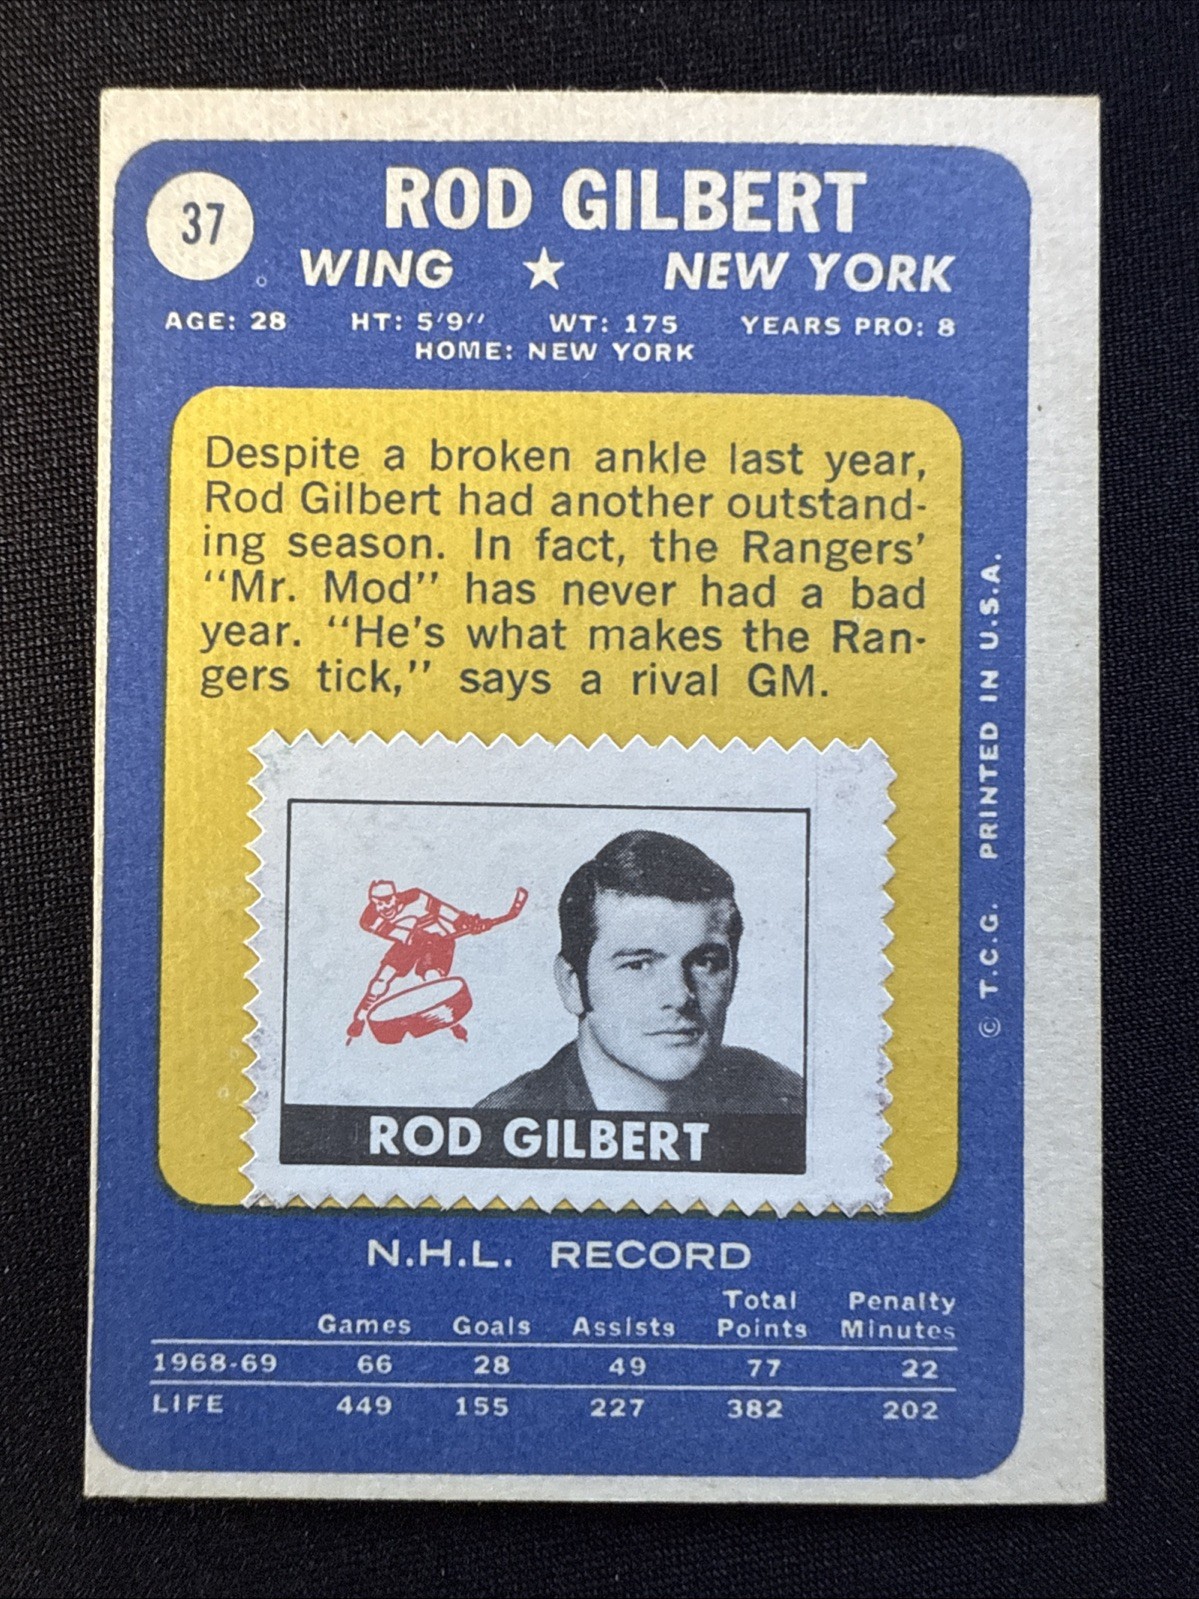 37
ROD GILBERT
WING ★ NEW YORK
AGE: 28 HT: 5'9'' WT: 175 YEARS PRO: 8
HOME: NEW YORK
Despite a broken ankle last year,
Rod Gilbert had another outstand-
ing season. In fact, the Rangers'
"Mr. Mod" has never had a bad
year. "He's what makes the Ran-
gers tick," says a rival GM.
© T.C.G. PRINTED IN U.S.A.
ROD GILBERT
N.H.L. RECORD
Games Goals Assists Total Points Penalty Minutes
1968-69 66 28 49 77 22
LIFE 449 155 227 382 202